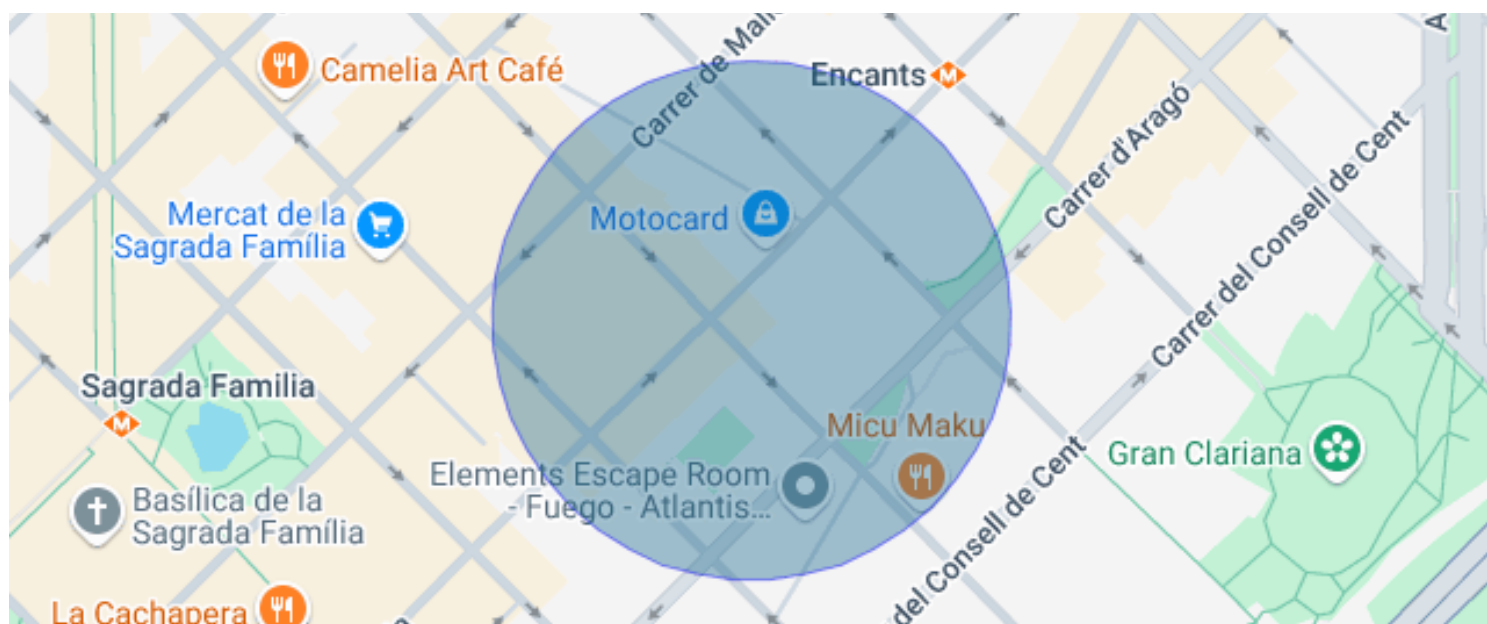 Carrer de Mall
Camelia Art Café
Encants
Carrer d'Aragó
Mercat de la
Sagrada Família
Motocard
Carrer del Consell de Cent
Sagrada Familia
Micu Maku
Gran Clariana
Elements Escape Room
- Fuego - Atlantis...
Basílica de la
Sagrada Família
del Consell de Cent
La Cachapera